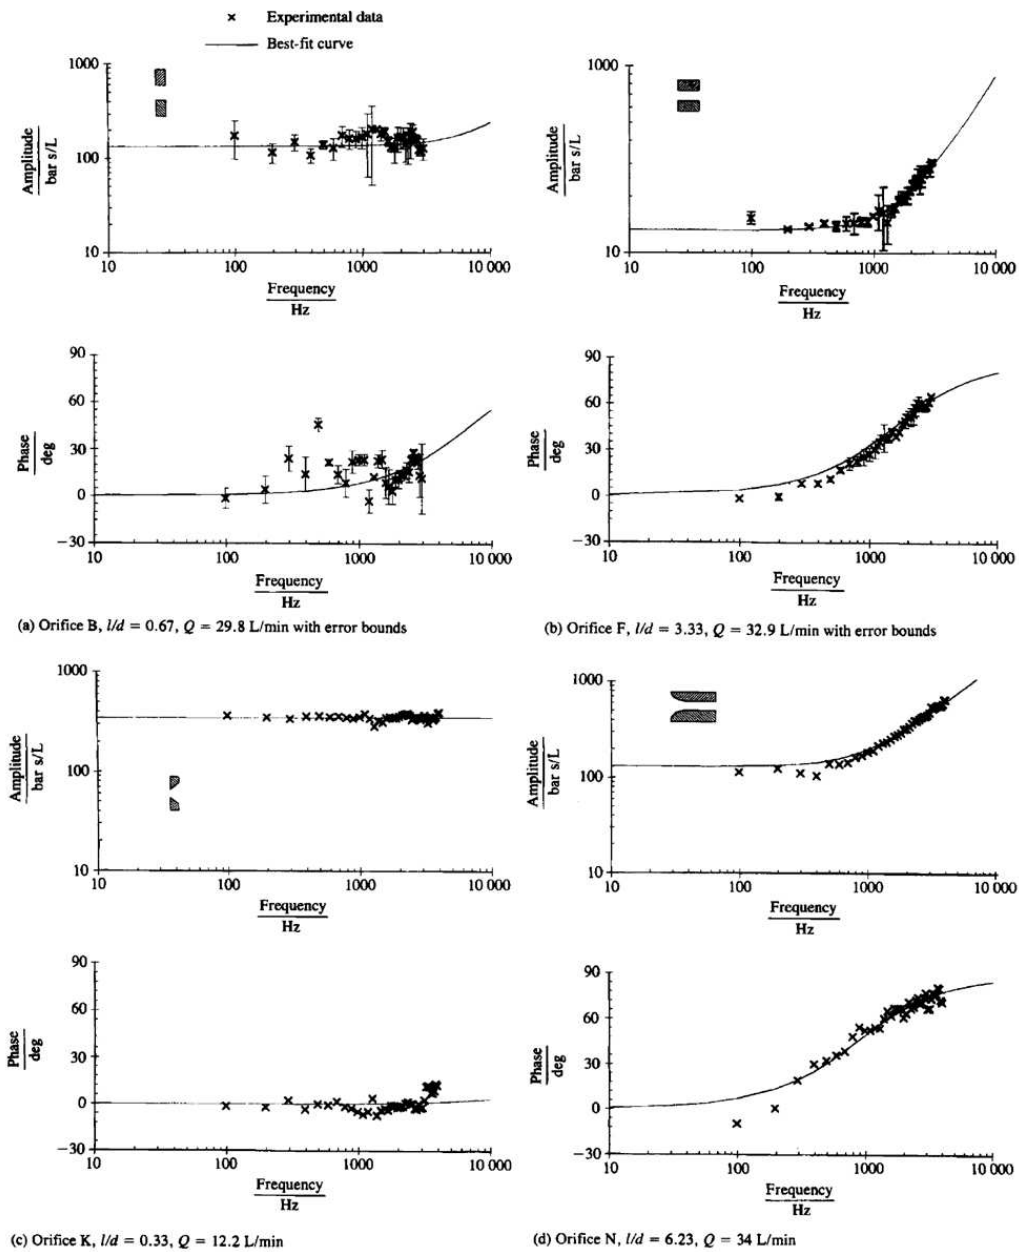 × Experimental data
Best-fit curve
1000
100
10
Amplitude
bar s/L
10 100 1000 10 000
Frequency
Hz
1000
10
Amplitude
bar s/L
10 100 1000 10 000
Frequency
Hz
90
60
30
0
−30
Phase
deg
10 100 1000 10 000
Frequency
Hz
90
60
30
0
−30
Phase
deg
10 100 1000 10 000
Frequency
Hz
(a) Orifice B, l/d = 0.67, Q = 29.8 L/min with error bounds
(b) Orifice F, l/d = 3.33, Q = 32.9 L/min with error bounds
1000
100
10
Amplitude
bar s/L
10 100 1000 10 000
Frequency
Hz
1000
100
10
Amplitude
bar s/L
10 100 1000 10 000
Frequency
Hz
90
60
30
0
−30
Phase
deg
10 100 1000 10 000
Frequency
Hz
90
60
30
0
−30
Phase
deg
10 100 1000 10 000
Frequency
Hz
(c) Orifice K, l/d = 0.33, Q = 12.2 L/min
(d) Orifice N, l/d = 6.23, Q = 34 L/min